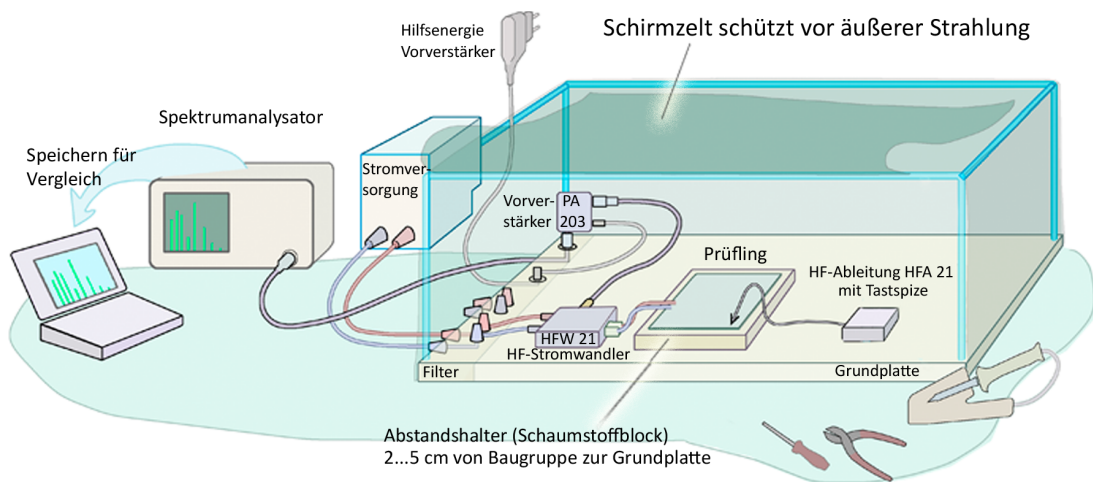 Hilfsenergie
Vorverstärker
Schirmzelt schützt vor äußerer Strahlung
Spektrumanalysator
Speichern für
Vergleich
Stromver-
sorgung
Vorver-
stärker
PA
203
Prüfling
HF-Ableitung HFA 21
mit Tastspize
HFW 21
HF-Stromwandler
Filter
Grundplatte
Abstandshalter (Schaumstoffblock)
2...5 cm von Baugruppe zur Grundplatte